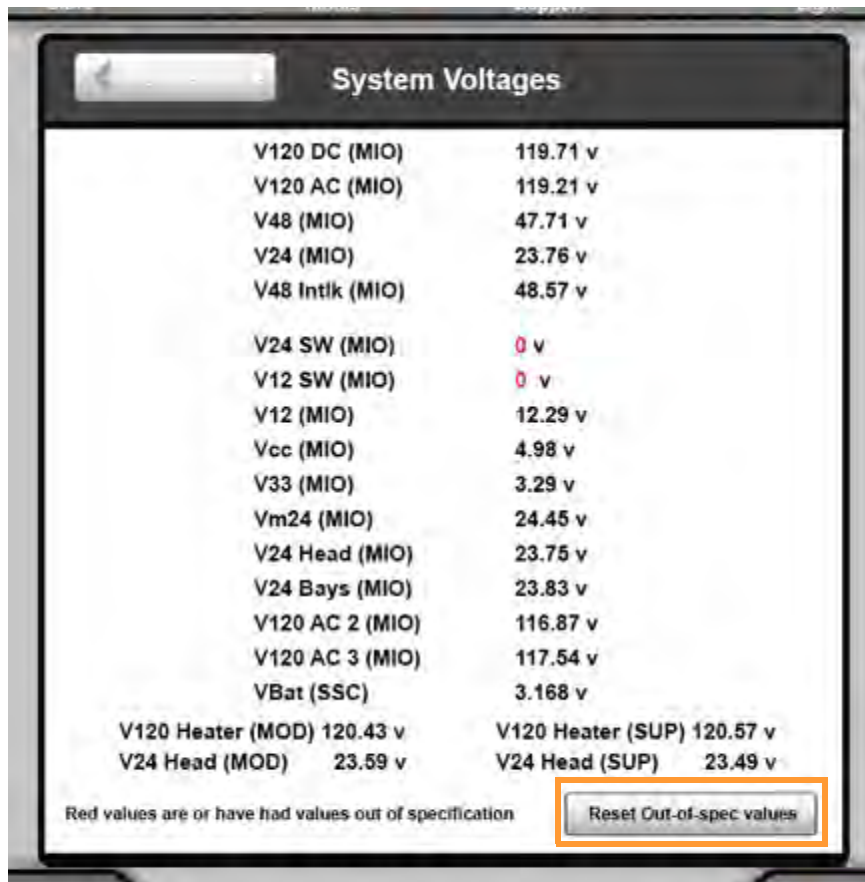 System Voltages
V120 DC (MIO) 119.71 v
V120 AC (MIO) 119.21 v
V48 (MIO) 47.71 v
V24 (MIO) 23.76 v
V48 Intlk (MIO) 48.57 v
V24 SW (MIO) 0 v
V12 SW (MIO) 0 v
V12 (MIO) 12.29 v
Vcc (MIO) 4.98 v
V33 (MIO) 3.29 v
Vm24 (MIO) 24.45 v
V24 Head (MIO) 23.75 v
V24 Bays (MIO) 23.83 v
V120 AC 2 (MIO) 116.87 v
V120 AC 3 (MIO) 117.54 v
VBat (SSC) 3.168 v
V120 Heater (MOD) 120.43 v V120 Heater (SUP) 120.57 v
V24 Head (MOD) 23.59 v V24 Head (SUP) 23.49 v
Red values are or have had values out of specification Reset Out-of-spec values